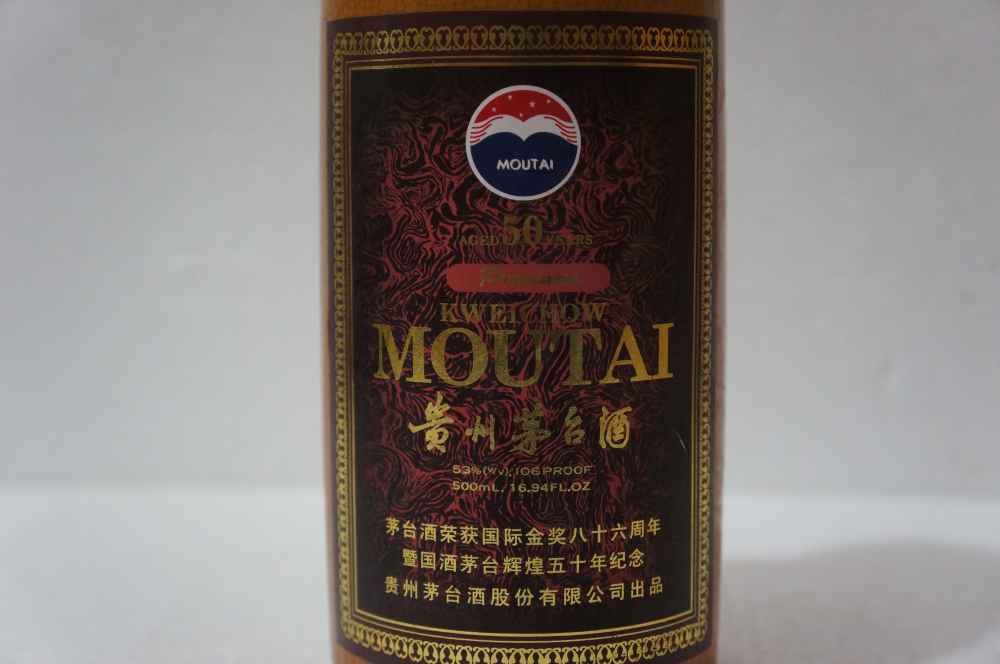 MOUTAI
AGED 50 YEARS
KWEiCHOW
MOUTAI
贵州茅台酒
53%(V/V). 106PROOF
500mL. 16.94FL.OZ
茅台酒荣获国际金奖八十六周年
暨国酒茅台辉煌五十年纪念
贵州茅台酒股份有限公司出品